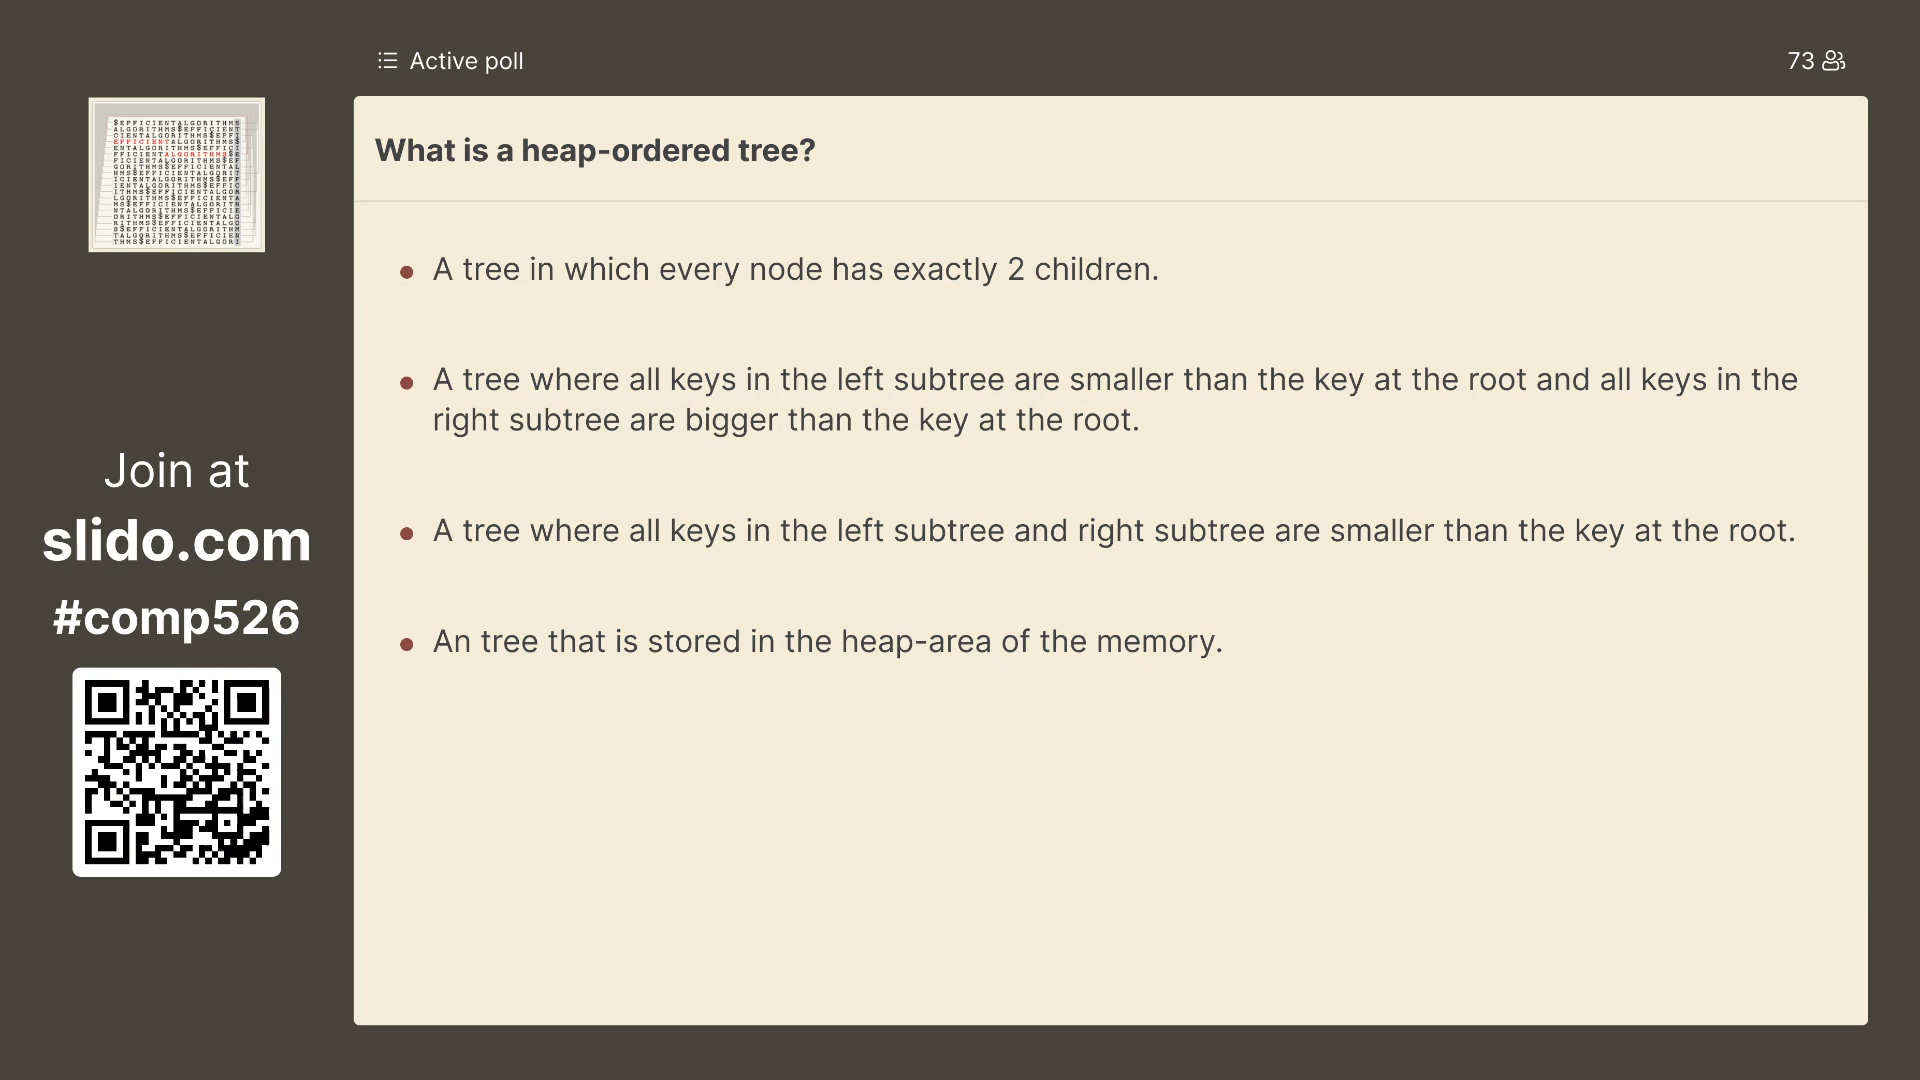 Active poll
73
What is a heap-ordered tree?
A tree in which every node has exactly 2 children.
A tree where all keys in the left subtree are smaller than the key at the root and all keys in the
right subtree are bigger than the key at the root.
A tree where all keys in the left subtree and right subtree are smaller than the key at the root.
An tree that is stored in the heap-area of the memory.
Join at
slido.com
#comp526